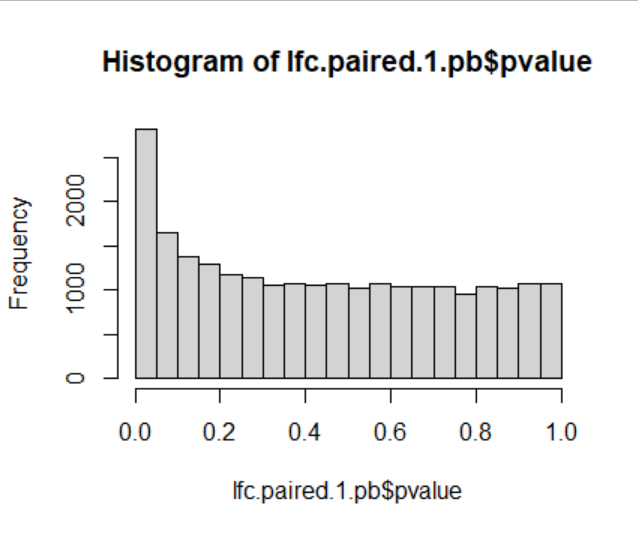 Histogram of lfc.paired.1.pb$pvalue
Frequency
2000
1000
0
0.0 0.2 0.4 0.6 0.8 1.0
lfc.paired.1.pb$pvalue